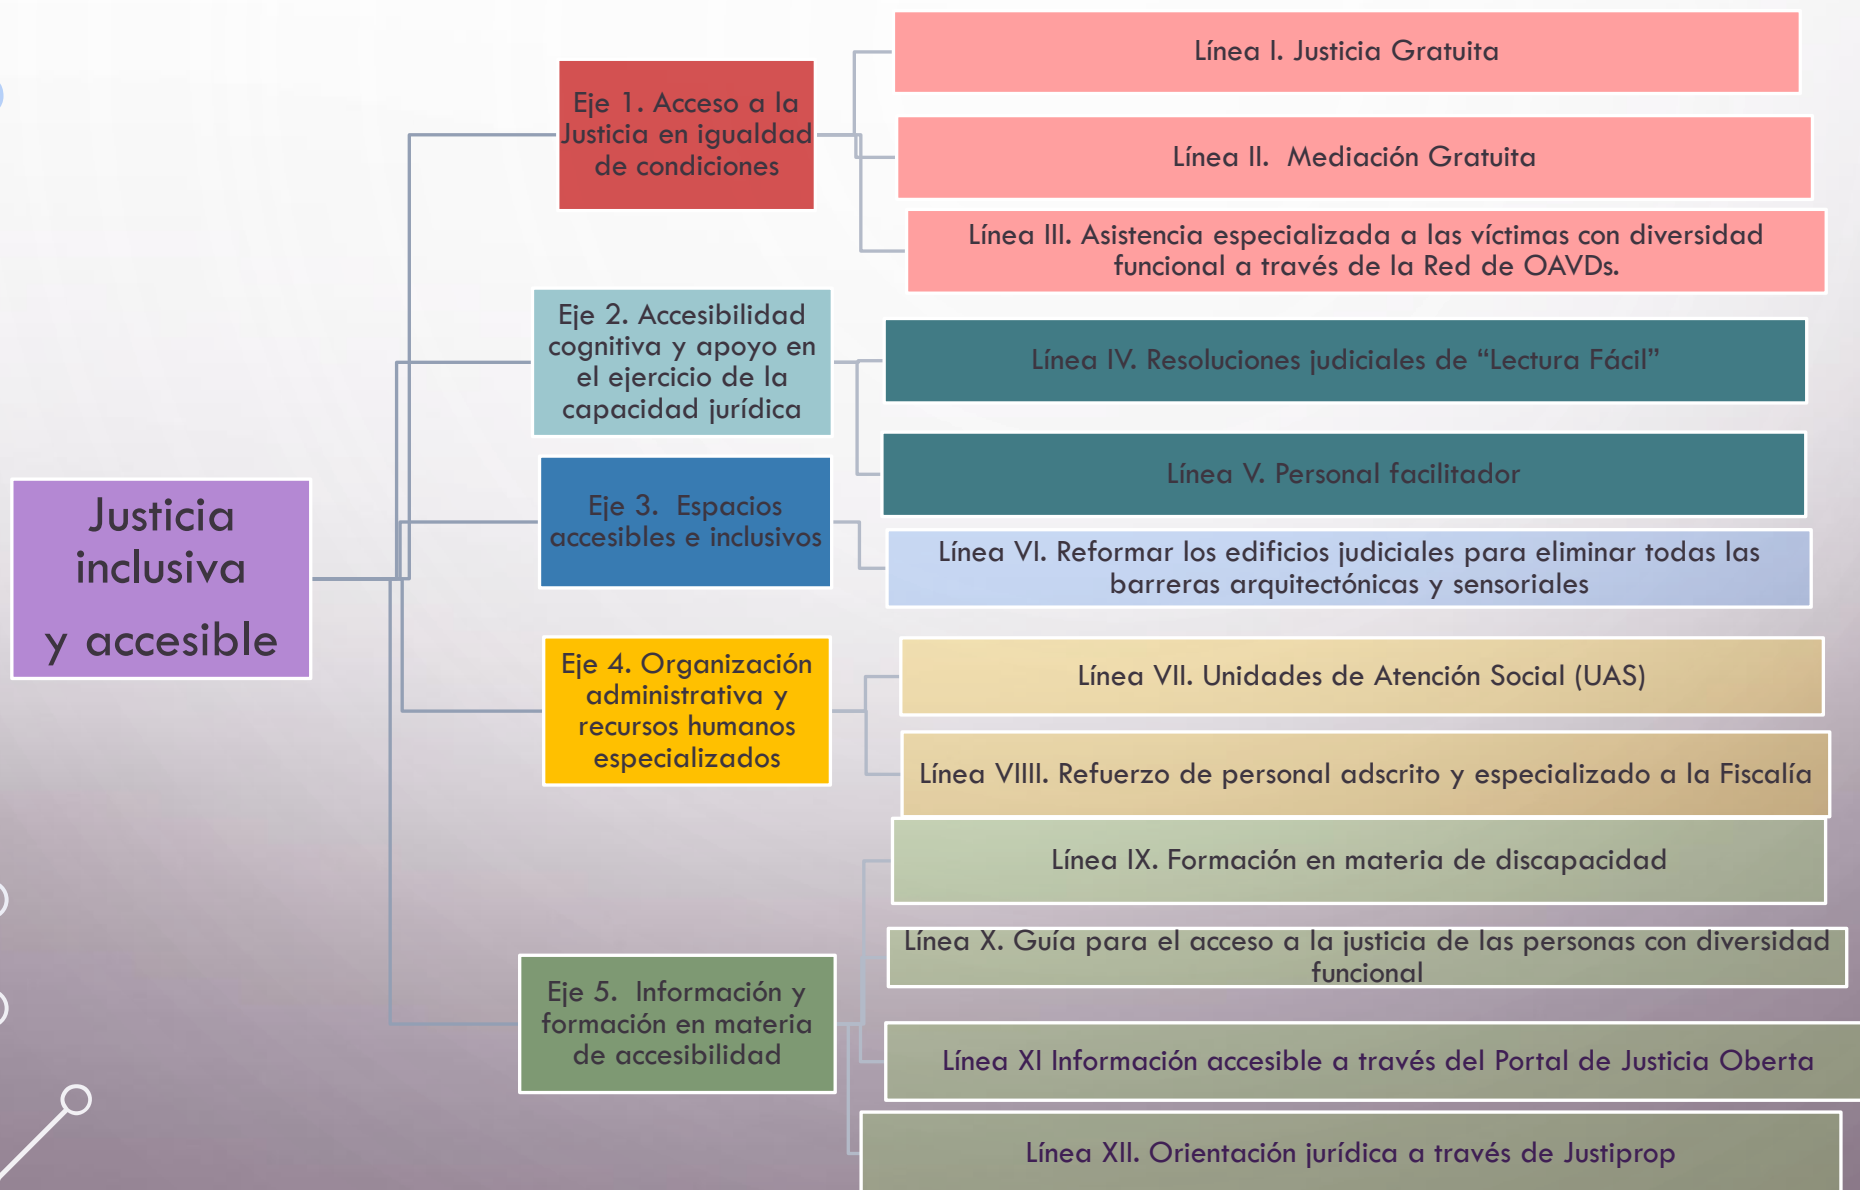 Justicia
inclusiva
y accesible
Eje 1. Acceso a la
Justicia en igualdad
de condiciones
Línea I. Justicia Gratuita
Línea II.  Mediación Gratuita
Línea III. Asistencia especializada a las víctimas con diversidad
funcional a través de la Red de OAVDs.
Eje 2. Accesibilidad
cognitiva y apoyo en
el ejercicio de la
capacidad jurídica
Línea IV. Resoluciones judiciales de “Lectura Fácil”
Línea V. Personal facilitador
Eje 3.  Espacios
accesibles e inclusivos
Línea VI. Reformar los edificios judiciales para eliminar todas las
barreras arquitectónicas y sensoriales
Eje 4. Organización
administrativa y
recursos humanos
especializados
Línea VII. Unidades de Atención Social (UAS)
Línea VIIII. Refuerzo de personal adscrito y especializado a la Fiscalía
Eje 5.  Información y
formación en materia
de accesibilidad
Línea IX. Formación en materia de discapacidad
Línea X. Guía para el acceso a la justicia de las personas con diversidad
funcional
Línea XI Información accesible a través del Portal de Justicia Oberta
Línea XII. Orientación jurídica a través de Justiprop